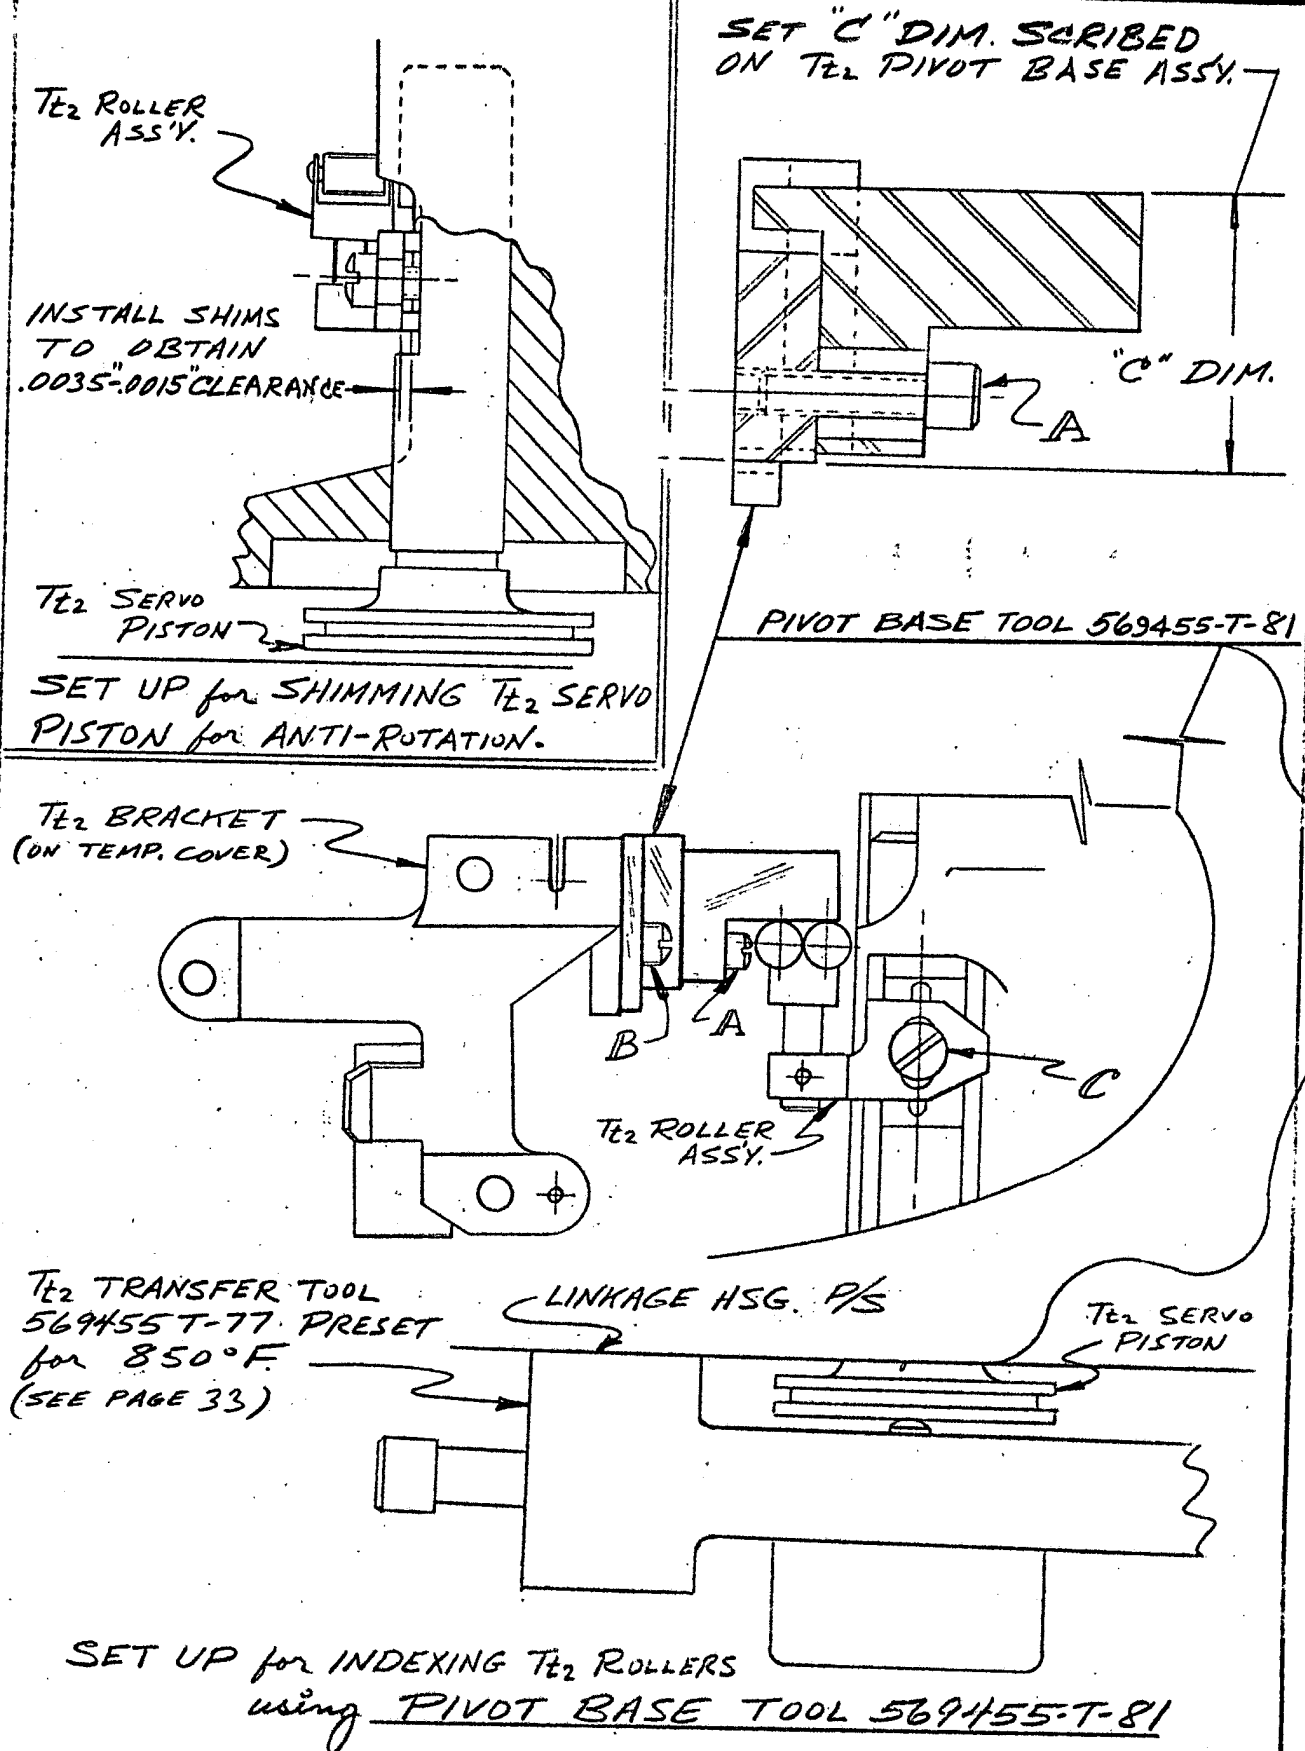 Tt2 ROLLER
ASS'Y.
INSTALL SHIMS
TO OBTAIN
.0035"-.0015" CLEARANCE
Tt2 SERVO
PISTON
SET UP for SHIMMING Tt2 SERVO
PISTON for ANTI-ROTATION.
SET "C" DIM. SCRIBED
ON Tt2 PIVOT BASE ASS'Y.
"C" DIM.
A
PIVOT BASE TOOL 569455-T-81
Tt2 BRACKET
(ON TEMP. COVER)
B
A
C
Tt2 ROLLER
ASS'Y.
Tt2 TRANSFER TOOL
569455T-77. PRESET
for 850°F.
(SEE PAGE 33)
LINKAGE HSG. P/S
Tt2 SERVO
PISTON
SET UP for INDEXING Tt2 ROLLERS
using PIVOT BASE TOOL 569455-T-81